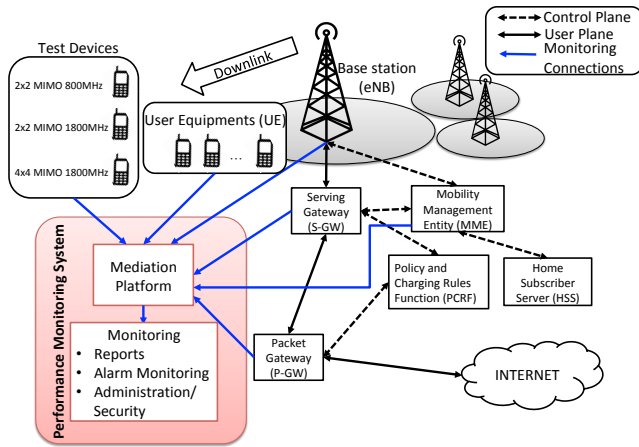 Test Devices
2x2 MIMO 800MHz
2x2 MIMO 1800MHz
4x4 MIMO 1800MHz
Downlink
User Equipments (UE)
...
Base station
(eNB)
Control Plane
User Plane
Monitoring
Connections
Serving
Gateway
(S-GW)
Mobility
Management
Entity (MME)
Performance Monitoring System
Mediation
Platform
Policy and
Charging Rules
Function (PCRF)
Home
Subscriber
Server (HSS)
Monitoring
• Reports
• Alarm Monitoring
• Administration/
Security
Packet
Gateway
(P-GW)
INTERNET